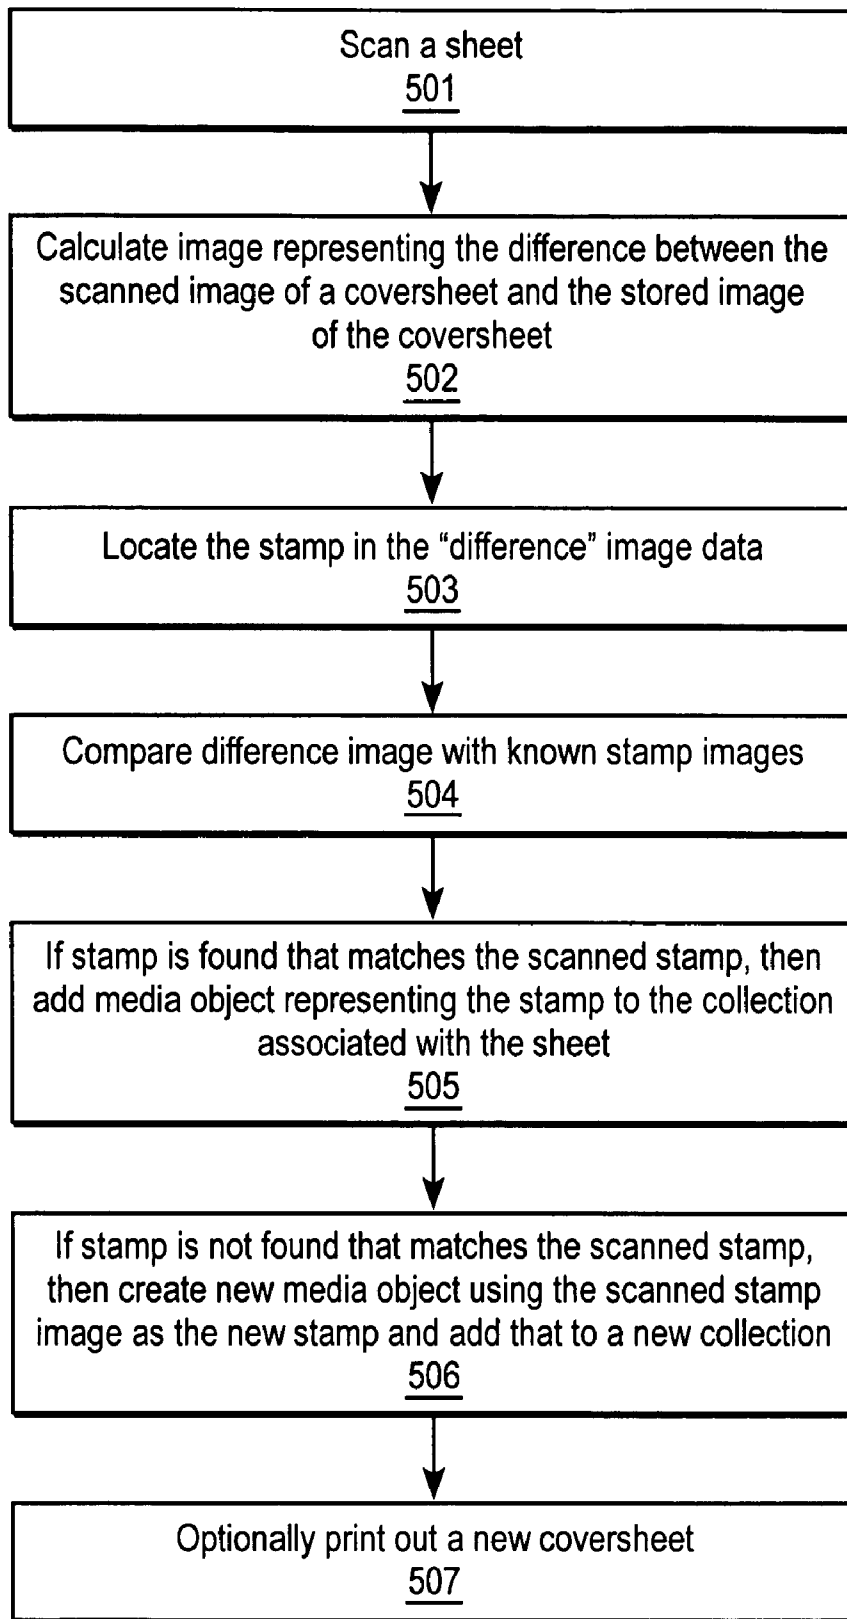 Scan a sheet
501
Calculate image representing the difference between the
scanned image of a coversheet and the stored image
of the coversheet
502
Locate the stamp in the “difference” image data
503
Compare difference image with known stamp images
504
If stamp is found that matches the scanned stamp, then
add media object representing the stamp to the collection
associated with the sheet
505
If stamp is not found that matches the scanned stamp,
then create new media object using the scanned stamp
image as the new stamp and add that to a new collection
506
Optionally print out a new coversheet
507